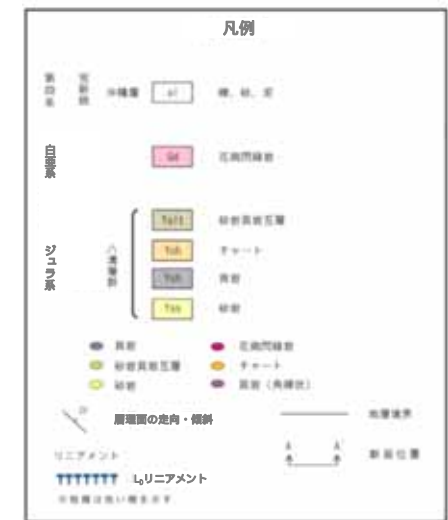 凡例
第四系 完新統 沖積層 al 礫、砂、泥
白亜系 Gd 花崗閃緑岩
ジュラ系 八溝層群
Yalt 砂岩頁岩互層
Ych チャート
Ysh 頁岩
Yss 砂岩
頁岩 花崗閃緑岩
砂岩頁岩互層 チャート
砂岩 頁岩（角礫状）
層理面の走向・傾斜 地層境界
リニアメント 断面位置
A A
リニアメント